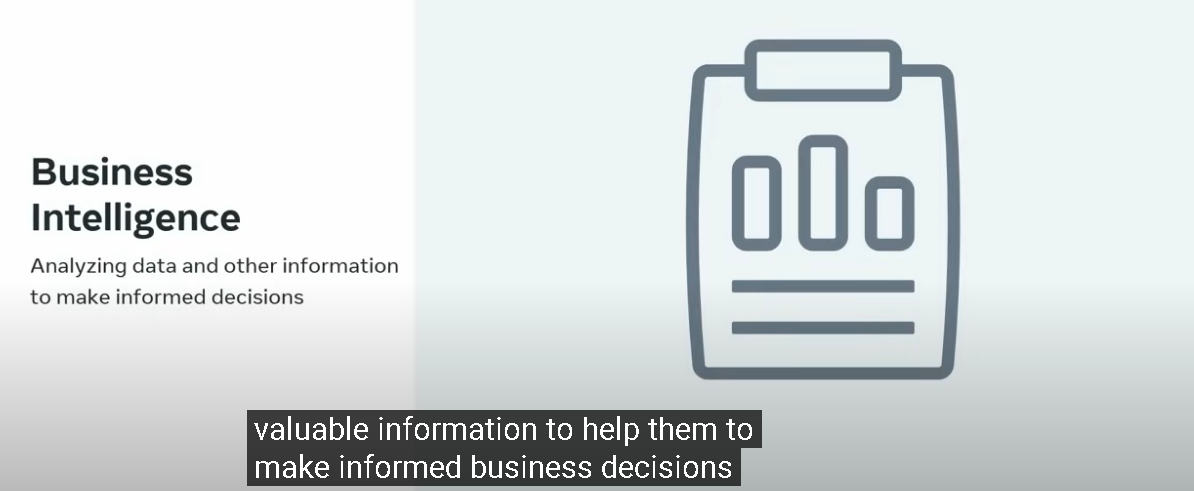 Business
Intelligence
Analyzing data and other information
to make informed decisions
valuable information to help them to
make informed business decisions